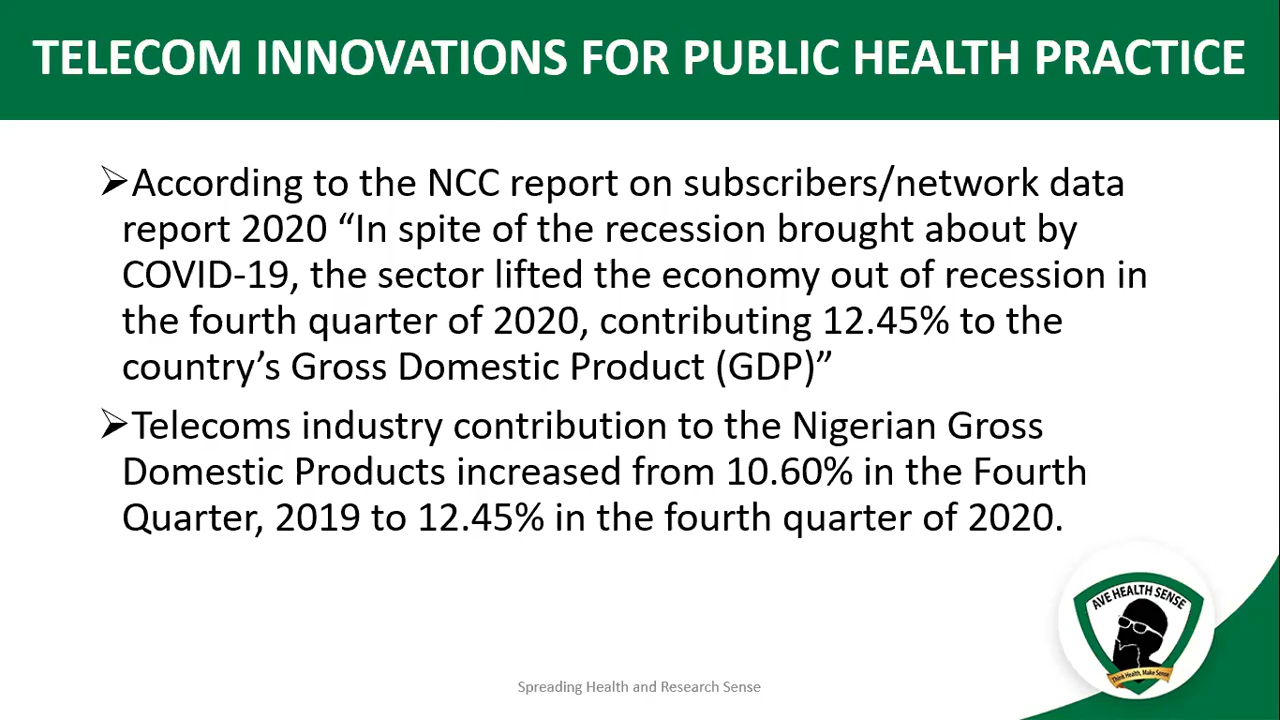 TELECOM INNOVATIONS FOR PUBLIC HEALTH PRACTICE
➢According to the NCC report on subscribers/network data
report 2020 “In spite of the recession brought about by
COVID-19, the sector lifted the economy out of recession in
the fourth quarter of 2020, contributing 12.45% to the
country’s Gross Domestic Product (GDP)”
➢Telecoms industry contribution to the Nigerian Gross
Domestic Products increased from 10.60% in the Fourth
Quarter, 2019 to 12.45% in the fourth quarter of 2020.
AVE HEALTH SENSE
Think Health, Make Sense
Spreading Health and Research Sense